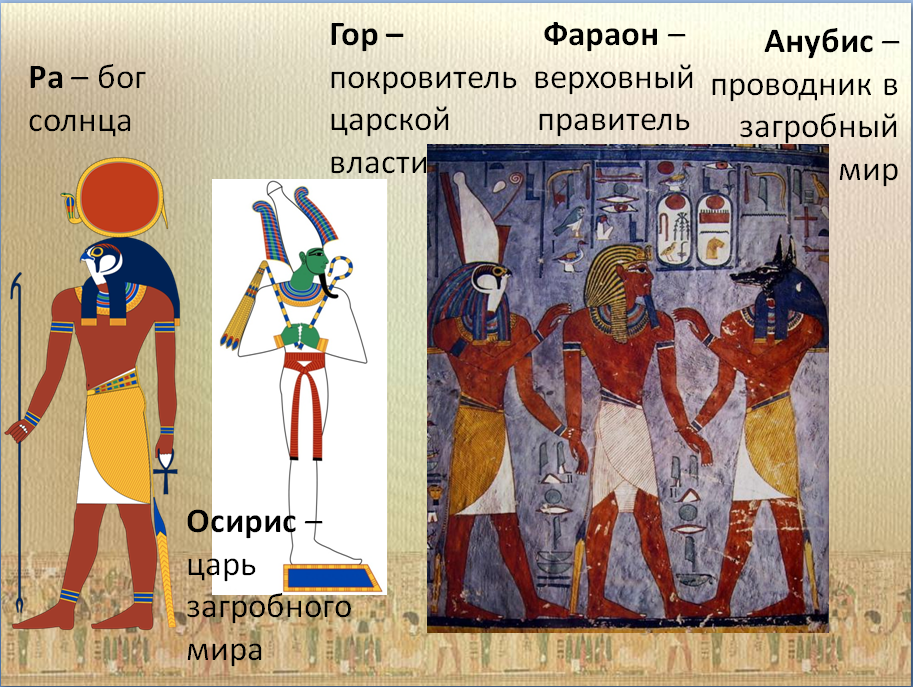 Ра – бог
солнца
Гор –
покровитель
царской
власти
Фараон –
верховный
правитель
Анубис –
проводник в
загробный
мир
Осирис –
царь
загробного
мира